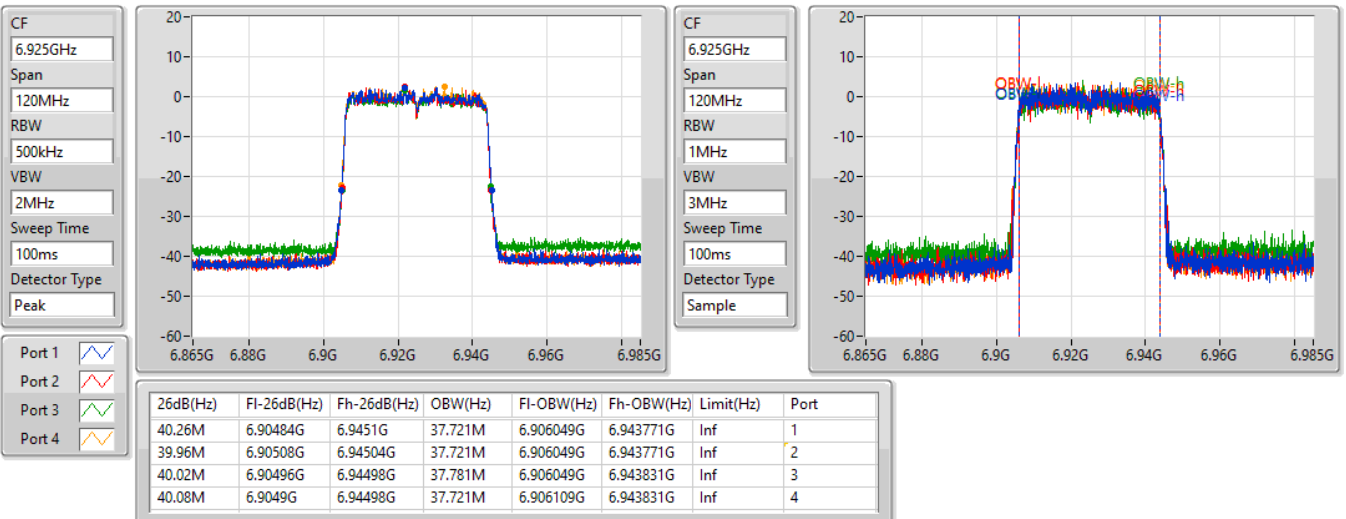 CF
6.925GHz
Span
120MHz
RBW
500kHz
VBW
2MHz
Sweep Time
100ms
Detector Type
Peak
20
10
0
-10
-20
-30
-40
-50
-60
6.865G 6.88G 6.9G 6.92G 6.94G 6.96G 6.985G
CF
6.925GHz
Span
120MHz
RBW
1MHz
VBW
3MHz
Sweep Time
100ms
Detector Type
Sample
20
10
0
-10
-20
-30
-40
-50
-60
6.865G 6.88G 6.9G 6.92G 6.94G 6.96G 6.985G
OBW-l OBW-h
Port 1
Port 2
Port 3
Port 4
26dB(Hz) Fl-26dB(Hz) Fh-26dB(Hz) OBW(Hz) Fl-OBW(Hz) Fh-OBW(Hz) Limit(Hz) Port
40.26M 6.90484G 6.9451G 37.721M 6.906049G 6.943771G Inf 1
39.96M 6.90508G 6.94504G 37.721M 6.906049G 6.943771G Inf 2
40.02M 6.90496G 6.94498G 37.781M 6.906049G 6.943831G Inf 3
40.08M 6.9049G 6.94498G 37.721M 6.906109G 6.943831G Inf 4